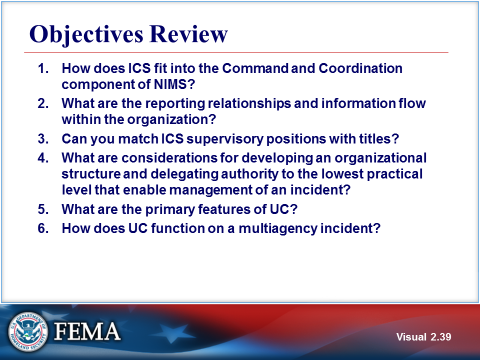 Objectives Review
1. How does ICS fit into the Command and Coordination
component of NIMS?
2. What are the reporting relationships and information flow
within the organization?
3. Can you match ICS supervisory positions with titles?
4. What are considerations for developing an organizational
structure and delegating authority to the lowest practical
level that enable management of an incident?
5. What are the primary features of UC?
6. How does UC function on a multiagency incident?
FEMA
Visual 2.39